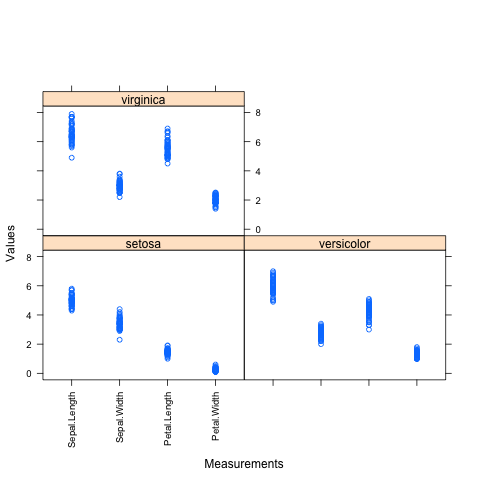 virginica
8
6
4
2
0
Values
setosa
versicolor
8
6
4
2
0
Sepal.Length
Sepal.Width
Petal.Length
Petal.Width
Measurements